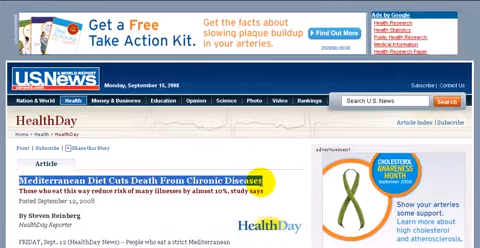 Get a Free
Take Action Kit.
Get the facts about
slowing plaque buildup
in your arteries.
Find Out More
Ads by Google
Health Research
Health Statistics
Public Health Research
Medical Information
Health Research Paper
U.S.News
& WORLD REPORT
usnews.com
Monday, September 15, 2008
Subscribe | Contact Us
Nation & World
Health
Money & Business
Education
Opinion
Science
Photo
Video
Rankings
Search U.S. News
Search
HealthDay
Home > Health > HealthDay
Article Index | Subscribe
Print | Subscribe | Share this Story
Article
Mediterranean Diet Cuts Death From Chronic Diseases
Those who eat this way reduce risk of many illnesses by almost 10%, study says
Posted September 12, 2008
By Steven Reinberg
HealthDay Reporter
HealthDay
FRIDAY, Sept. 12 (HealthDay News) -- People who eat a strict Mediterranean
advertisement
CHOLESTEROL
AWARENESS
MONTH
SEPTEMBER 2008
Show your arteries
some support.
Learn more about
high cholesterol
and atherosclerosis.